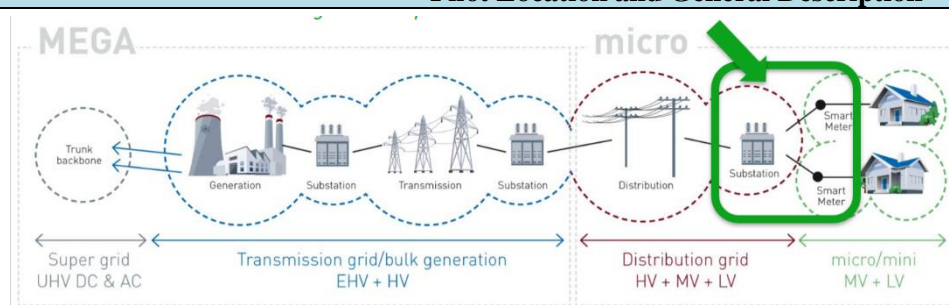 Pilot Location and General Description
MEGA
micro
Trunk
backbone
Generation
Substation
Transmission
Substation
Distribution
Substation
Smart
Meter
Smart
Meter
Super grid
UHV DC & AC
Transmission grid/bulk generation
EHV + HV
Distribution grid
HV + MV + LV
micro/mini
MV + LV